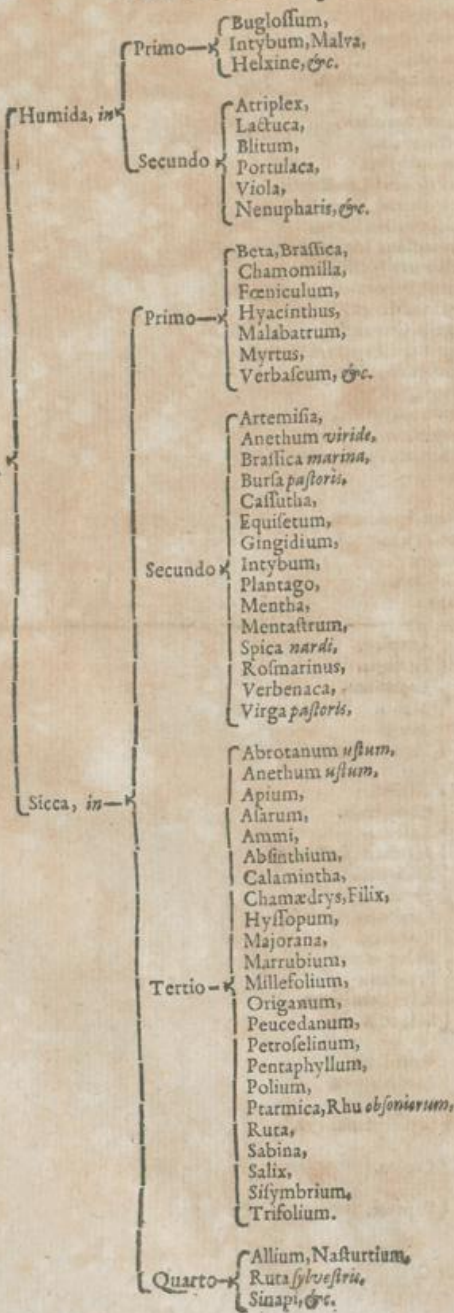 Humida, in
Primo
Bugloſſum,
Intybum, Malva,
Helxine, &c.
Secundo
Atriplex,
Lactuca,
Blitum,
Portulaca,
Viola,
Nenupharis, &c.
Sicca, in
Primo
Beta, Braſſica,
Chamomilla,
Fœniculum,
Hyacinthus,
Malabatrum,
Myrtus,
Verbaſcum, &c.
Secundo
Artemiſia,
Anethum viride,
Braſſica marina,
Burſa paſtoris,
Caſſutha,
Equiſetum,
Gingidium,
Intybum,
Plantago,
Mentha,
Mentaſtrum,
Spica nardi,
Roſmarinus,
Verbenaca,
Virga paſtoris,
Tertio
Abrotanum uſtum,
Anethum uſtum,
Apium,
Aſarum,
Ammi,
Abſinthium,
Calamintha,
Chamædrys, Filix,
Hyſſopum,
Majorana,
Marrubium,
Millefolium,
Origanum,
Peucedanum,
Petroſelinum,
Pentaphyllum,
Polium,
Ptarmica, Rhu obſoniorum,
Ruta,
Sabina,
Salix,
Siſymbrium,
Trifolium.
Quarto
Allium, Naſturtium,
Ruta ſylveſtris,
Sinapi, &c.